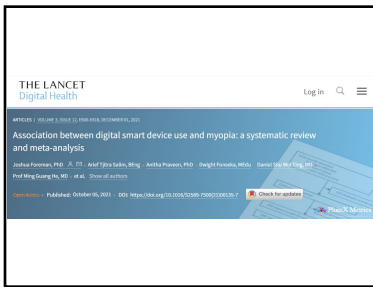 THE LANCET
Digital Health
Log in
ARTICLES | VOLUME 3, ISSUE 12, E806-E818, DECEMBER 01, 2021
Association between digital smart device use and myopia: a systematic review
and meta-analysis
Joshua Foreman, PhD Arif Tjitra Salim, BEng Anitha Praveen, PhD Dwight Fonseka, MEdu Daniel Shu Wei Ting, MD
Prof Ming Guang He, MD et al. Show all authors
Open Access Published: October 05, 2021 DOI: https://doi.org/10.1016/S2589-7500(21)00135-7 Check for updates
PlumX Metrics